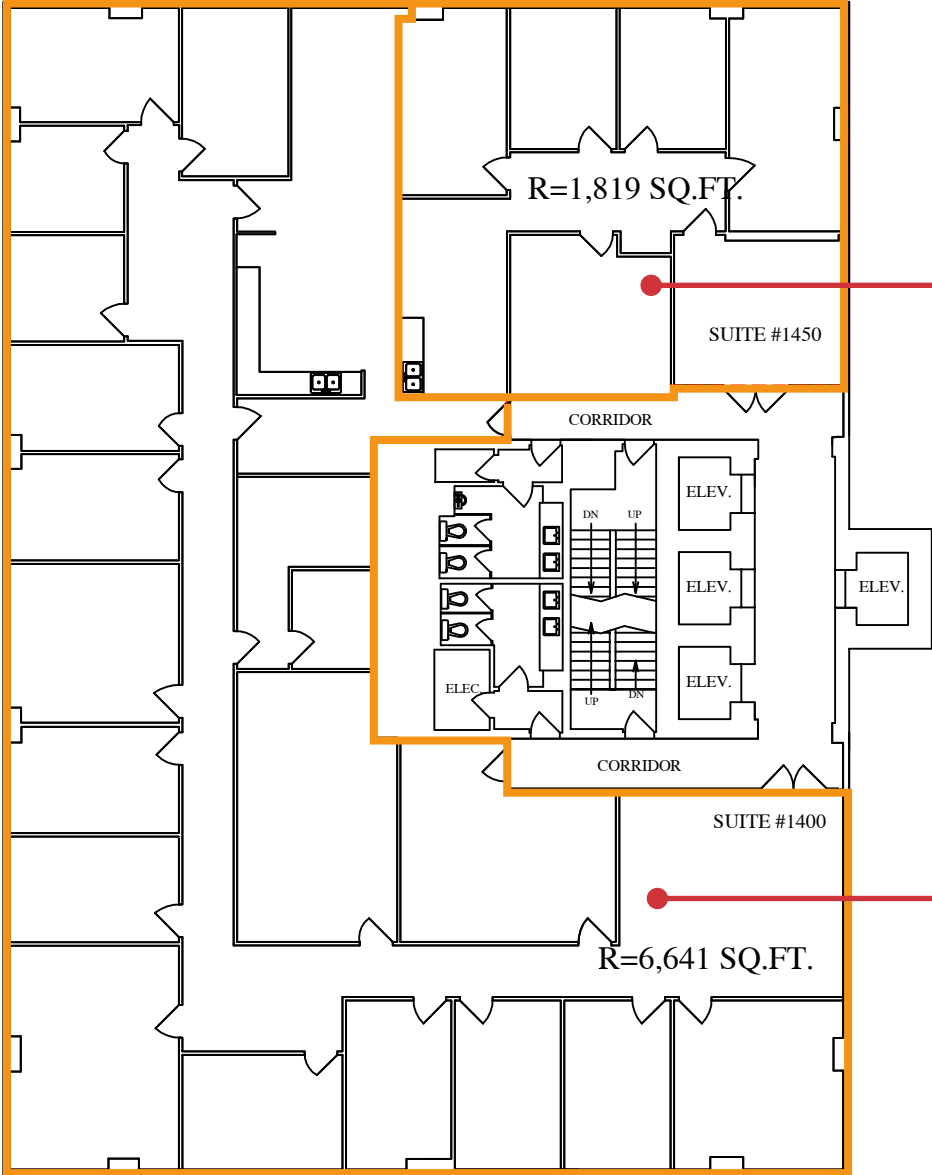 R=1,819 SQ.FT.
SUITE #1450
CORRIDOR
ELEV.
DN UP
ELEV.
ELEV.
ELEC.
ELEV.
UP DN
CORRIDOR
SUITE #1400
R=6,641 SQ.FT.